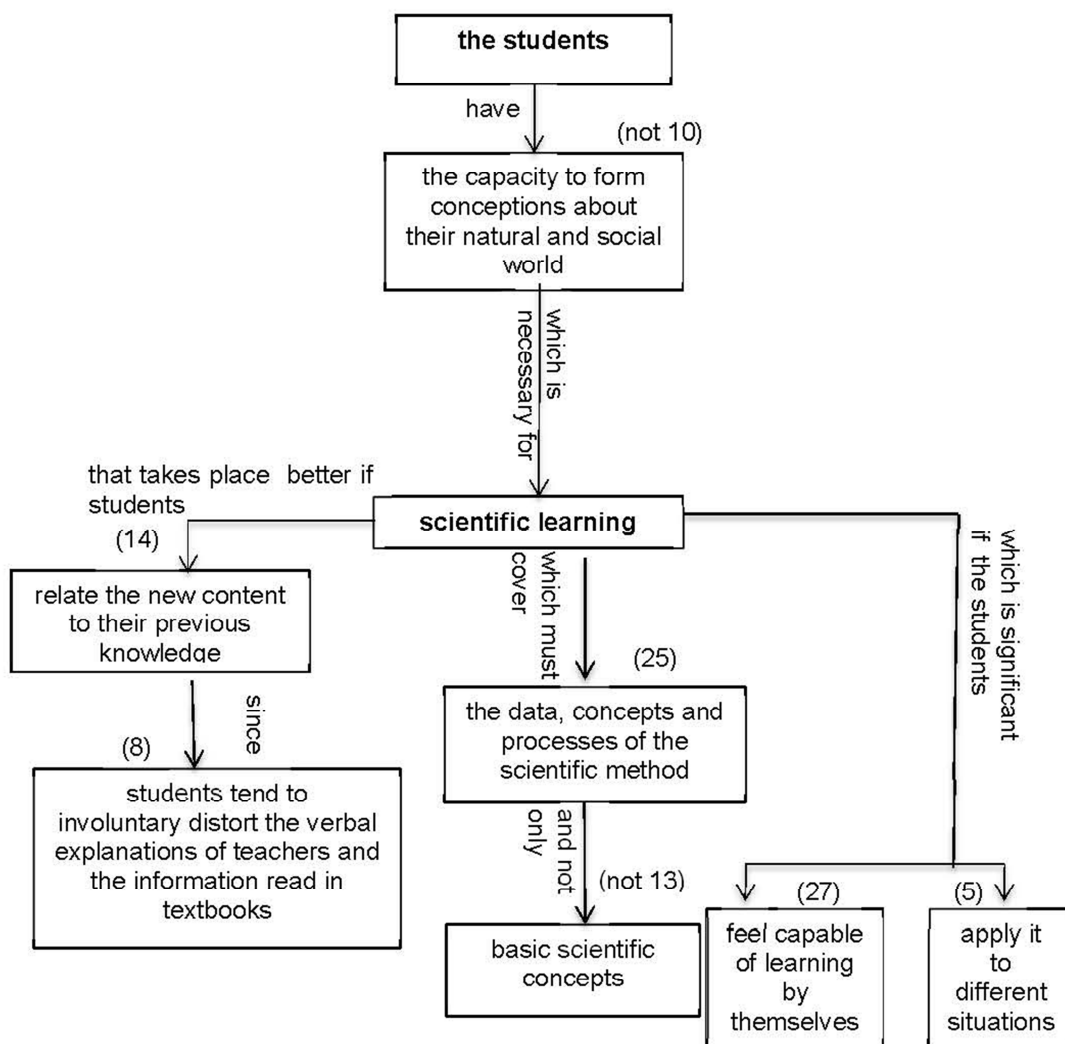 the students
have
(not 10)
the capacity to form
conceptions about
their natural and social
world
which is
necessary for
that takes place better if
students
scientific learning
(14)
relate the new content
to their previous
knowledge
since
(8)
students tend to
involuntary distort the verbal
explanations of teachers and
the information read in
textbooks
which must
cover
(25)
the data, concepts and
processes of the
scientific method
and not
only
(not 13)
basic scientific
concepts
which is significant
if the students
(27)
feel capable
of learning
by
themselves
(5)
apply it
to
different
situations